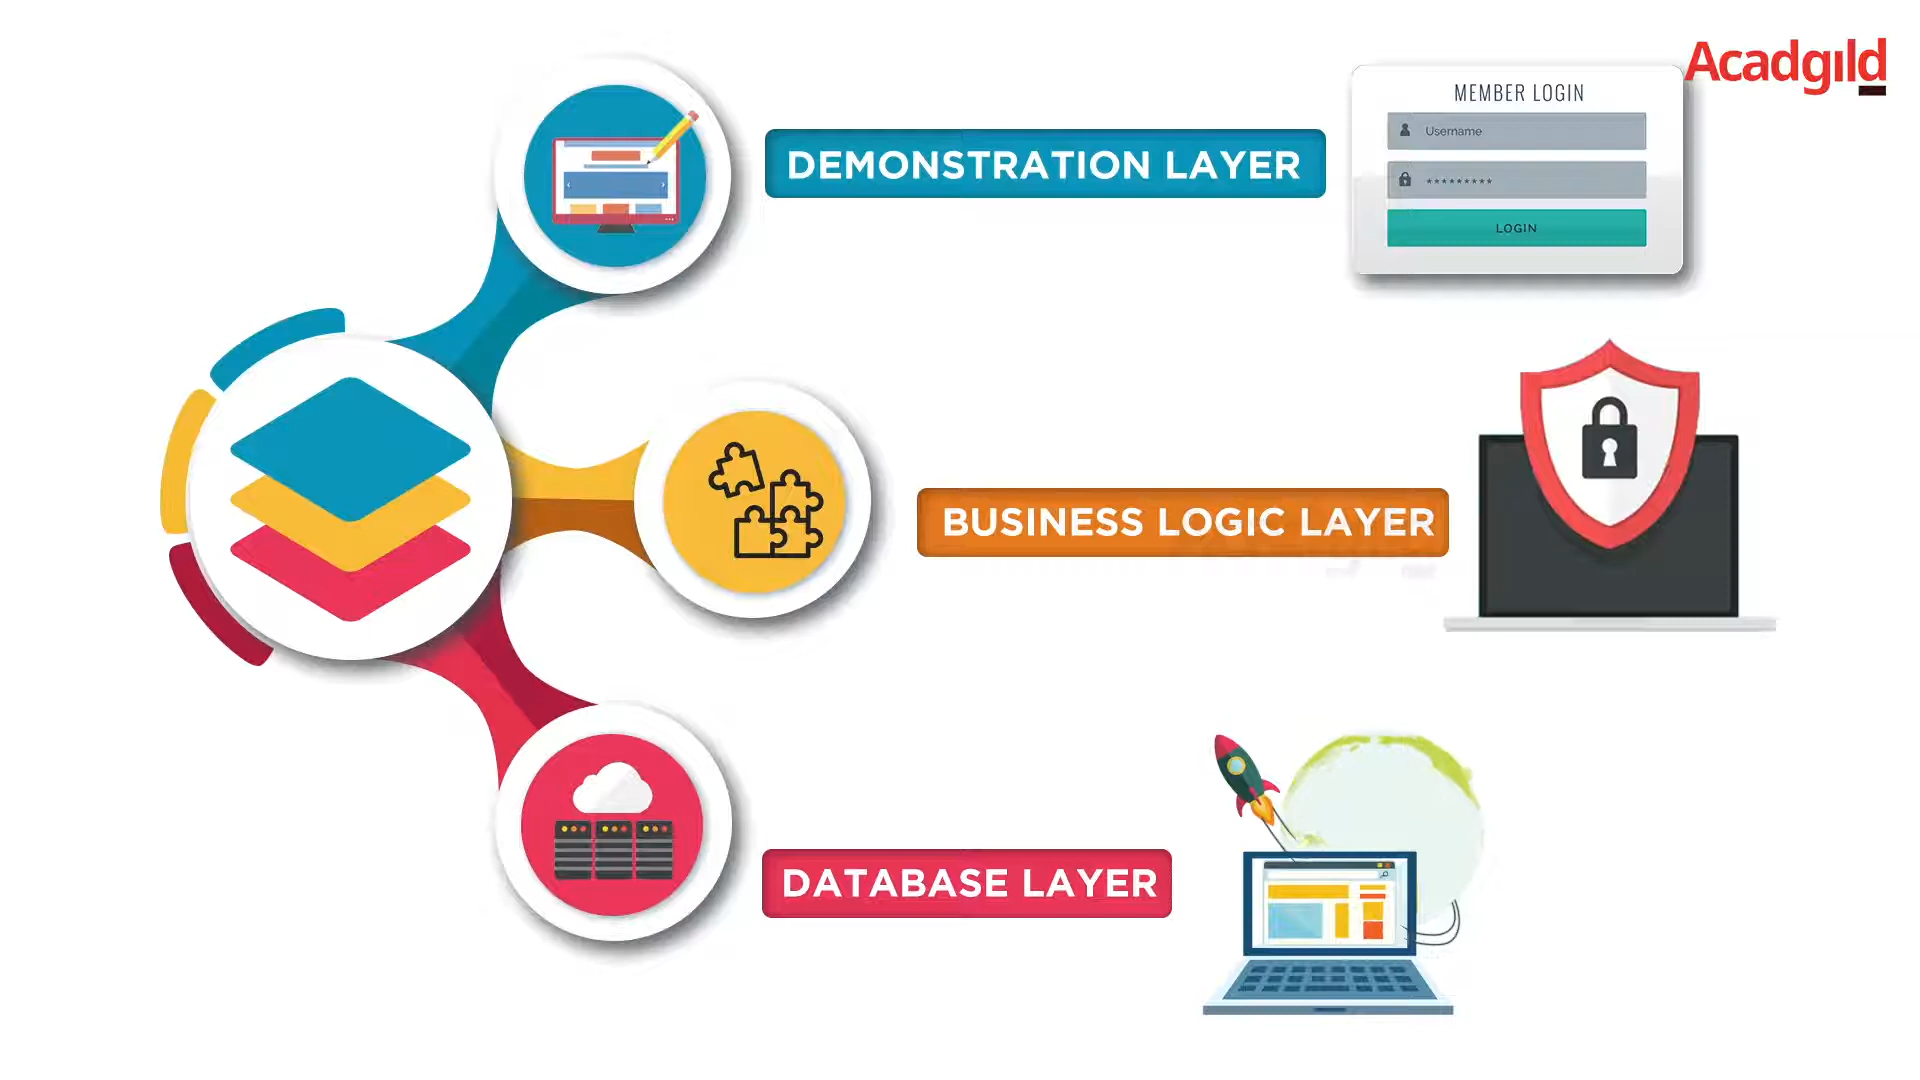 Acadgild
MEMBER LOGIN
Username
*********
LOGIN
DEMONSTRATION LAYER
BUSINESS LOGIC LAYER
DATABASE LAYER